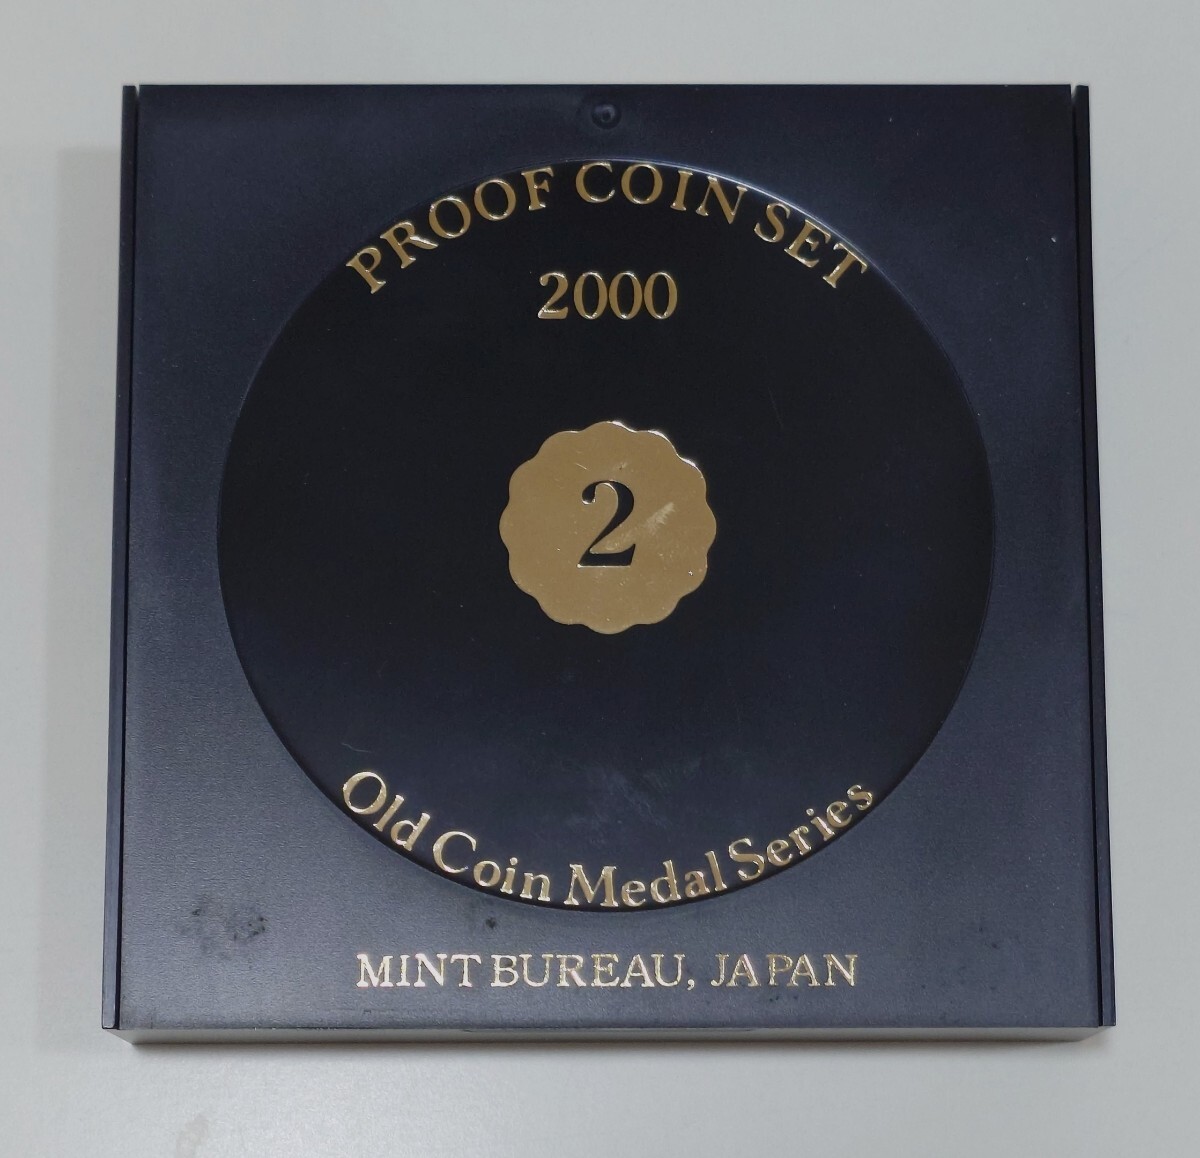 PROOF COIN SET
2000
2
Old Coin Medal Series
MINT BUREAU, JAPAN